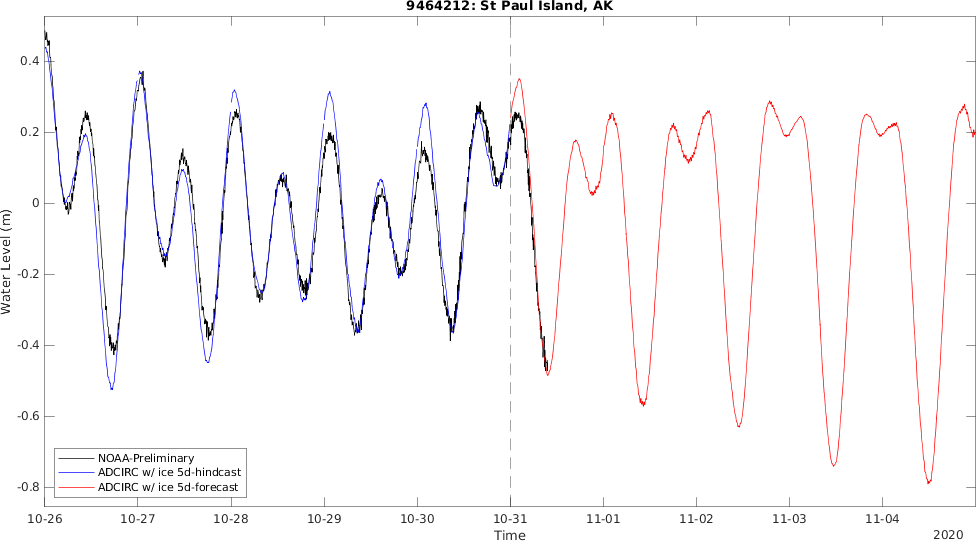 9464212: St Paul Island, AK
0.4
0.2
0
-0.2
-0.4
-0.6
-0.8
Water Level (m)
NOAA-Preliminary
ADCIRC w/ ice 5d-hindcast
ADCIRC w/ ice 5d-forecast
10-26 10-27 10-28 10-29 10-30 10-31 11-01 11-02 11-03 11-04
Time
2020